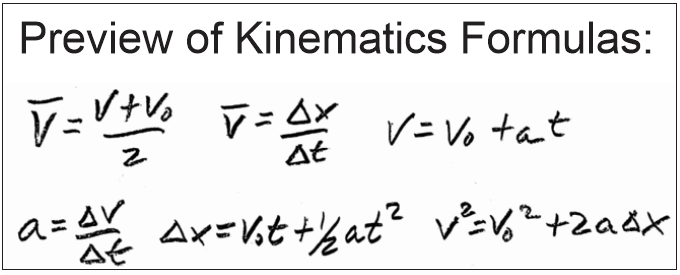 Preview of Kinematics Formulas:
V̅ = (V + V₀)/2   v̅ = Δx/Δt   V = V₀ + at
a = ΔV/Δt   Δx = V₀t + ½at²   v² = V₀² + 2aΔx